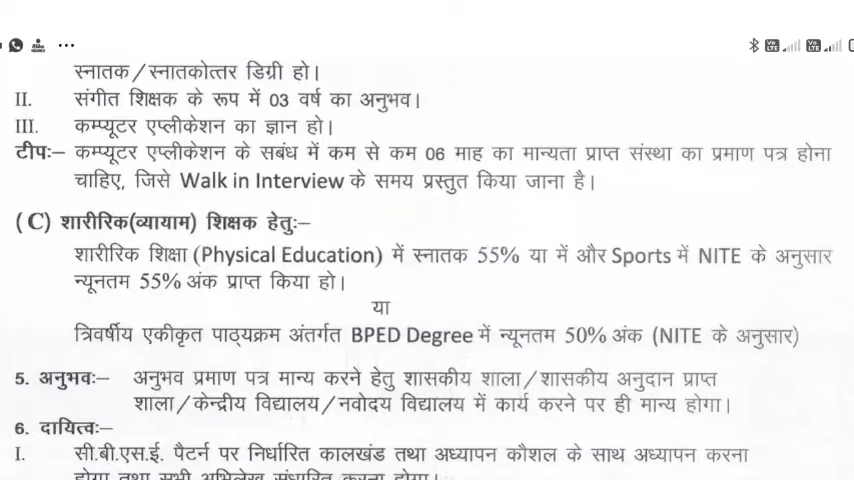 स्नातक/स्नातकोत्तर डिग्री हो।
II. संगीत शिक्षक के रूप में 03 वर्ष का अनुभव।
III. कम्प्यूटर एप्लीकेशन का ज्ञान हो।
टीपः– कम्प्यूटर एप्लीकेशन के सबंध में कम से कम 06 माह का मान्यता प्राप्त संस्था का प्रमाण पत्र होना
चाहिए, जिसे Walk in Interview के समय प्रस्तुत किया जाना है।
(C) शारीरिक(व्यायाम) शिक्षक हेतुः–
शारीरिक शिक्षा (Physical Education) में स्नातक 55% या में और Sports में NITE के अनुसार
न्यूनतम 55% अंक प्राप्त किया हो।
या
त्रिवर्षीय एकीकृत पाठ्यक्रम अंतर्गत BPED Degree में न्यूनतम 50% अंक (NITE के अनुसार)
5. अनुभवः– अनुभव प्रमाण पत्र मान्य करने हेतु शासकीय शाला/शासकीय अनुदान प्राप्त
शाला/केन्द्रीय विद्यालय/नवोदय विद्यालय में कार्य करने पर ही मान्य होगा।
6. दायित्वः–
I. सी.बी.एस.ई. पैटर्न पर निर्धारित कालखंड तथा अध्यापन कौशल के साथ अध्यापन करना
होगा तथा सभी अभिलेख संधारित करना होगा।